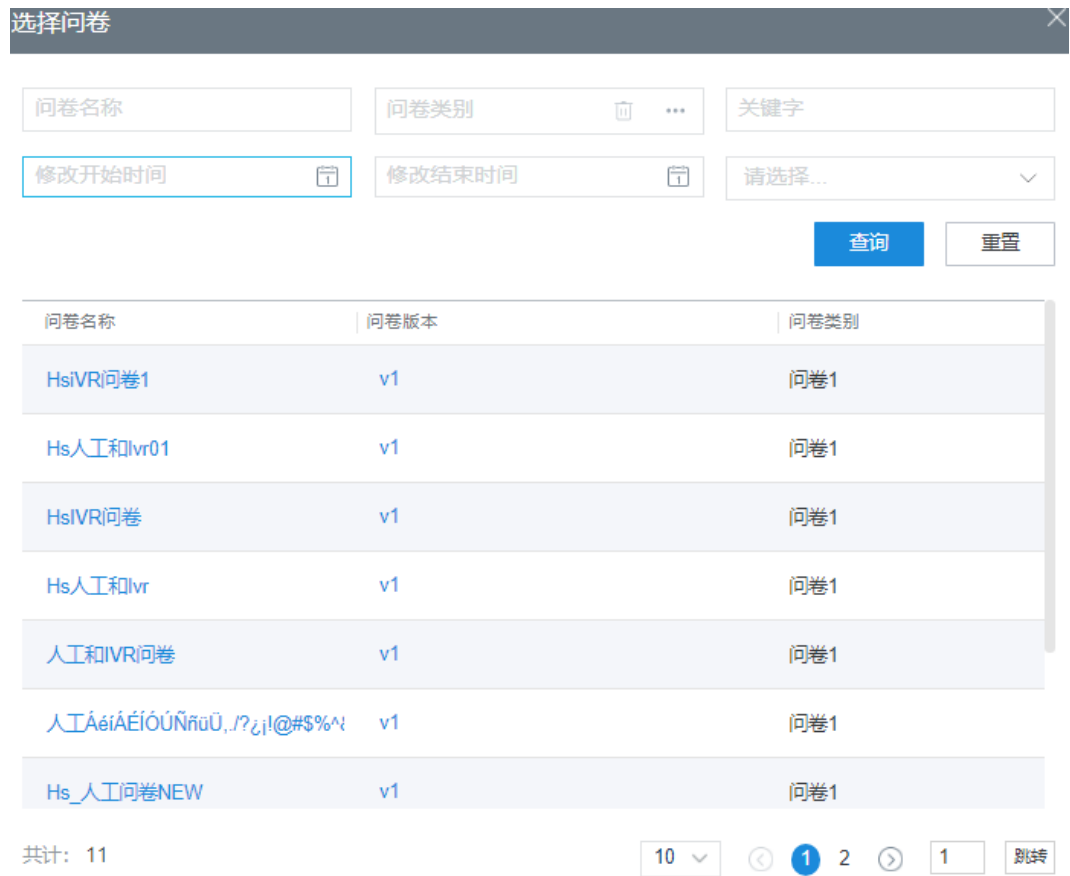 选择问卷
问卷名称 问卷类别 关键字
修改开始时间 修改结束时间 请选择...
查询 重置
问卷名称 问卷版本 问卷类别
HsiVR问卷1 v1 问卷1
Hs人工和Ivr01 v1 问卷1
HsIVR问卷 v1 问卷1
Hs人工和Ivr v1 问卷1
人工和IVR问卷 v1 问卷1
人工ÁéíÁÉÍÓÚÑñüÜ,./?¿¡!@#$%^ v1 问卷1
Hs_人工问卷NEW v1 问卷1
共计: 11 10 1 2 1 跳转